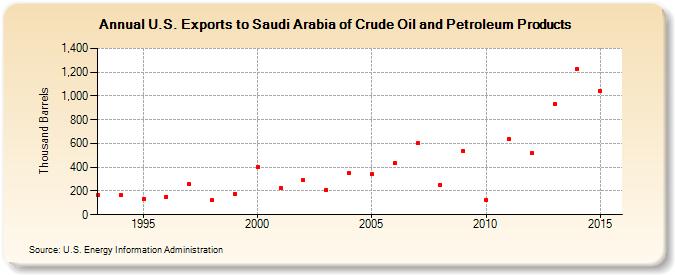 Annual U.S. Exports to Saudi Arabia of Crude Oil and Petroleum Products
Thousand Barrels
1,400
1,200
1,000
800
600
400
200
0
1995 2000 2005 2010 2015
Source: U.S. Energy Information Administration